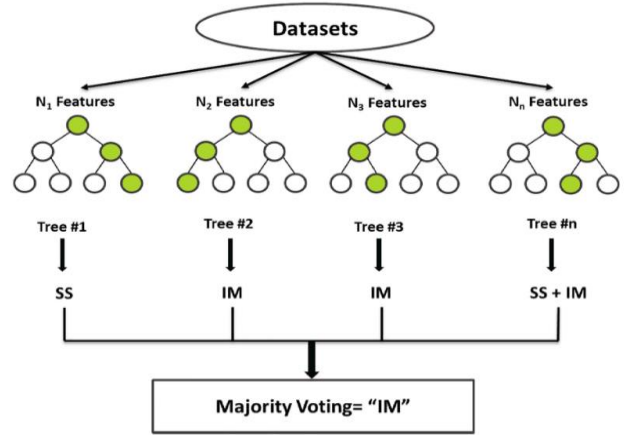 Datasets
N₁ Features
N₂ Features
N₃ Features
Nₙ Features
Tree #1
Tree #2
Tree #3
Tree #n
SS
IM
IM
SS + IM
Majority Voting= “IM”